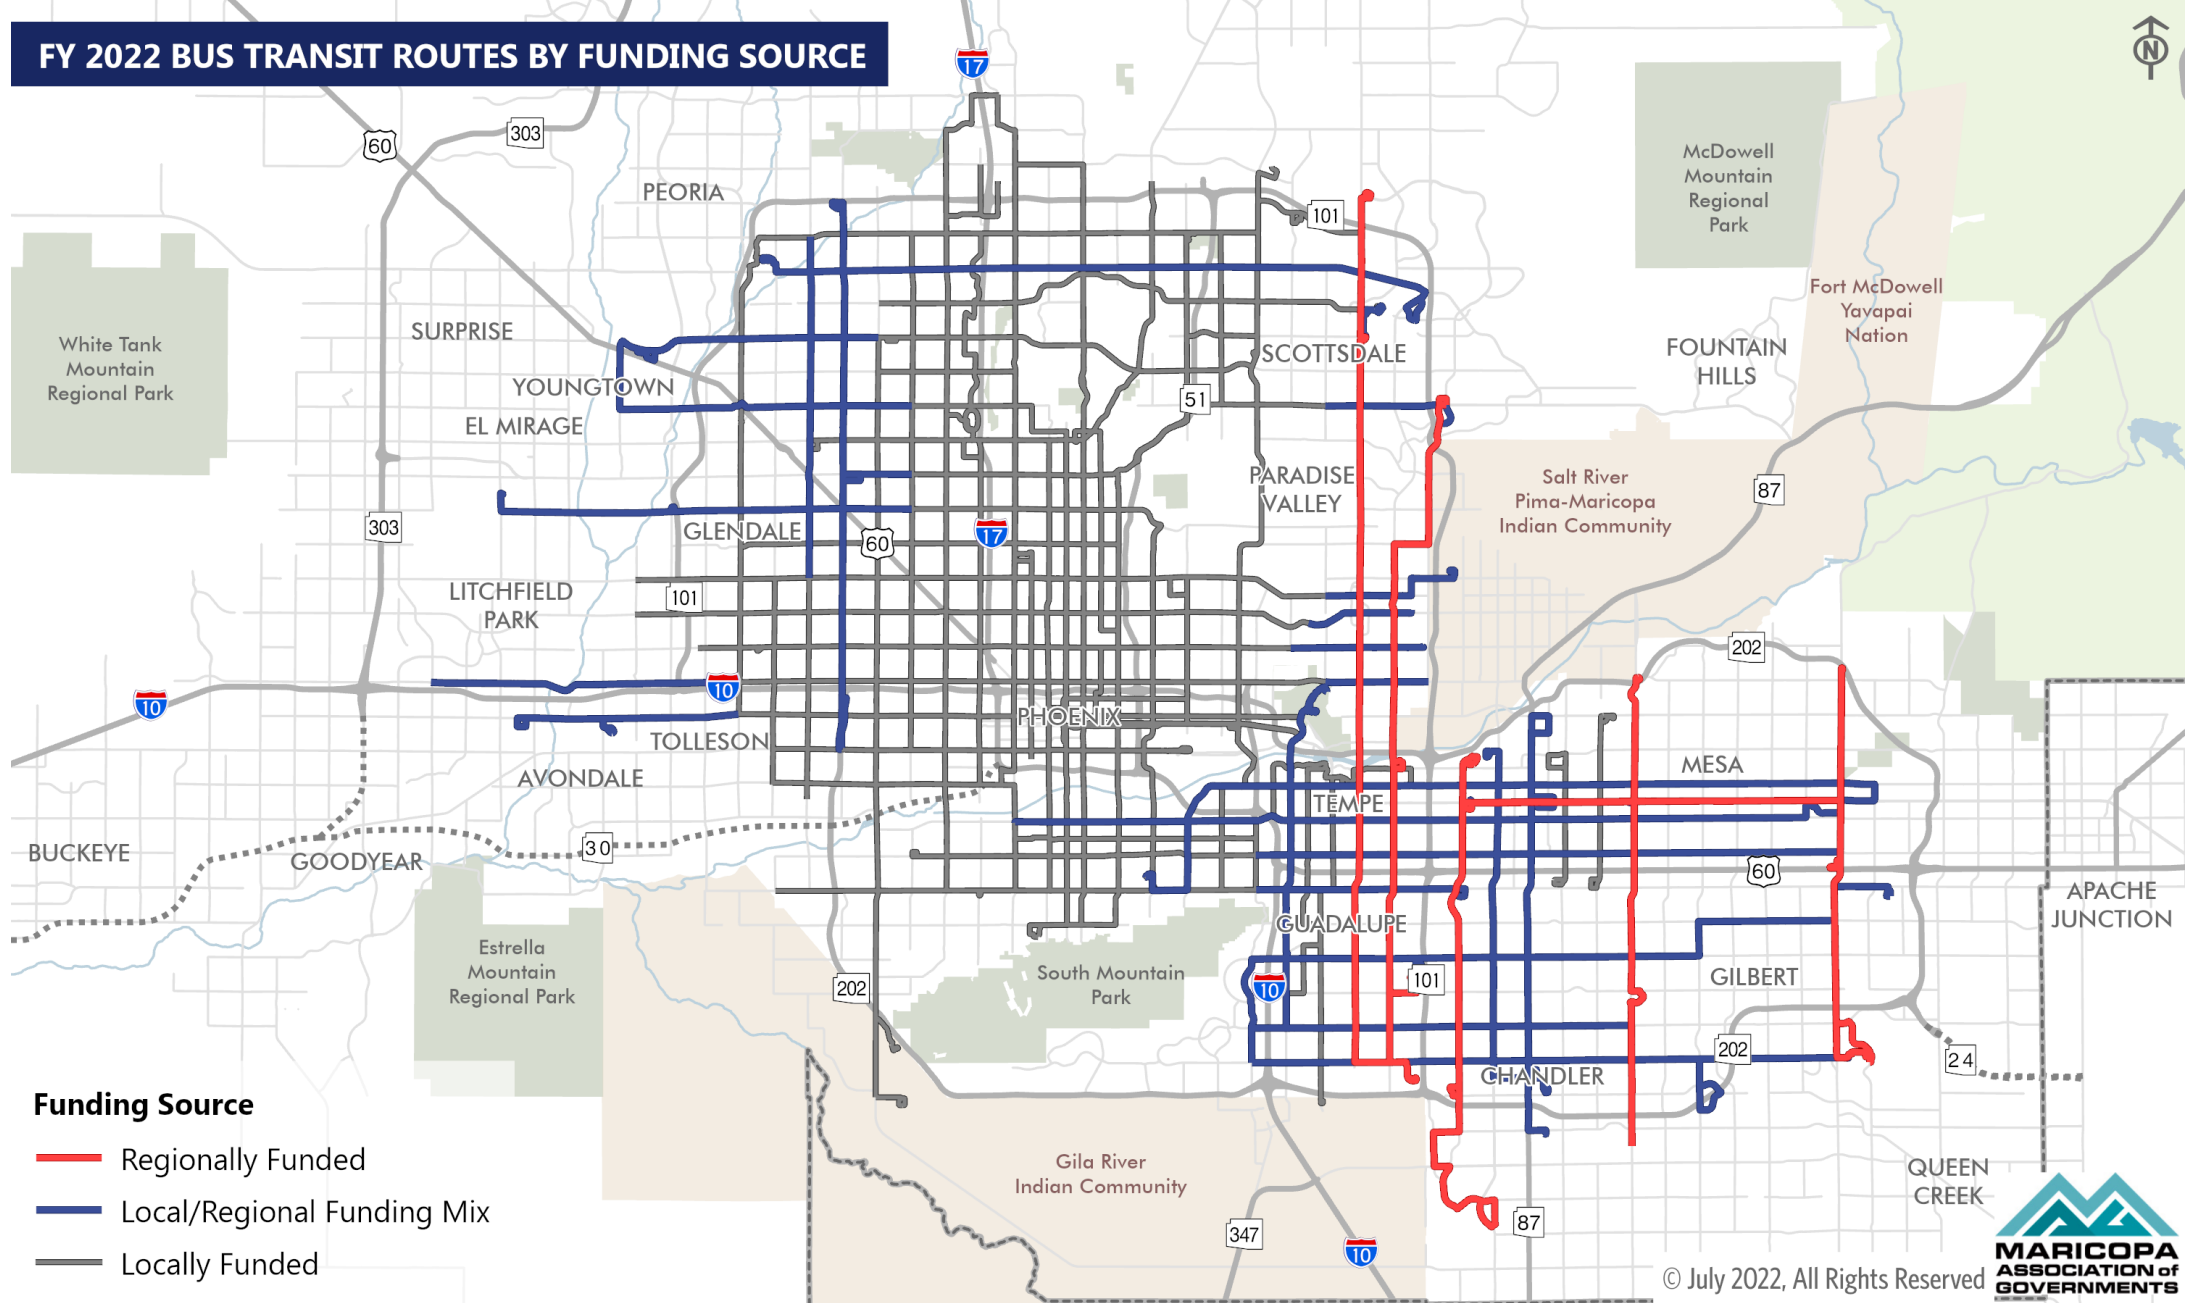 FY 2022 BUS TRANSIT ROUTES BY FUNDING SOURCE
N
17
303
60
PEORIA
101
McDowell
Mountain
Regional
Park
Fort McDowell
Yavapai
Nation
White Tank
Mountain
Regional Park
SURPRISE
SCOTTSDALE
FOUNTAIN
HILLS
YOUNGTOWN
51
EL MIRAGE
PARADISE
VALLEY
Salt River
Pima-Maricopa
Indian Community
87
303
GLENDALE
60
17
LITCHFIELD
PARK
101
202
10
10
PHOENIX
TOLLESON
AVONDALE
MESA
TEMPE
BUCKEYE
GOODYEAR
30
60
APACHE
JUNCTION
GUADALUPE
Estrella
Mountain
Regional Park
South Mountain
Park
202
10
101
GILBERT
202
24
CHANDLER
Funding Source
Regionally Funded
Local/Regional Funding Mix
Locally Funded
Gila River
Indian Community
QUEEN
CREEK
347
10
87
© July 2022, All Rights Reserved
MARICOPA
ASSOCIATION of
GOVERNMENTS